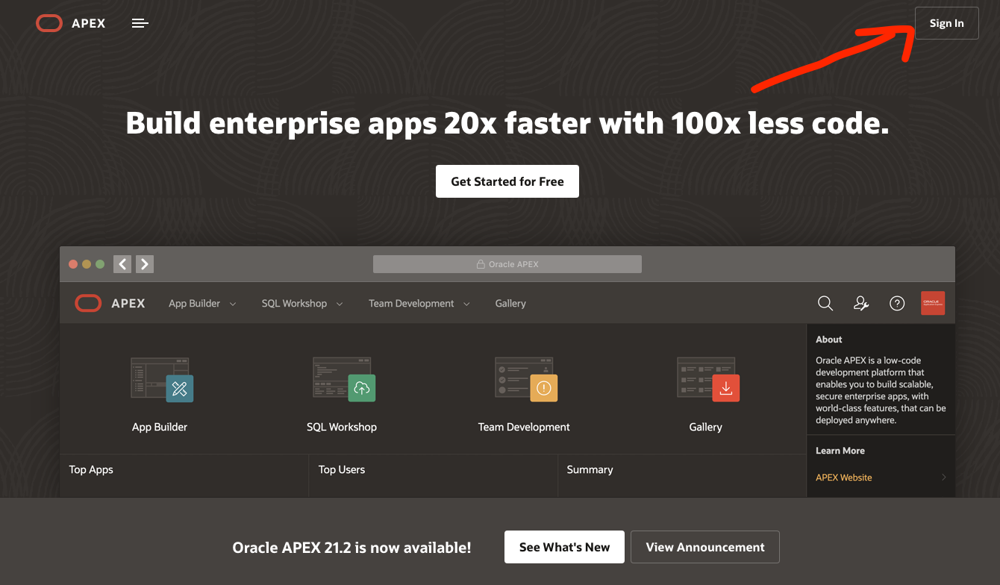 APEX
Sign In
Build enterprise apps 20x faster with 100x less code.
Get Started for Free
Oracle APEX
APEX
App Builder
SQL Workshop
Team Development
Gallery
ORACLE
App Builder
SQL Workshop
Team Development
Gallery
Top Apps
Top Users
Summary
About
Oracle APEX is a low-code
development platform that
enables you to build scalable,
secure enterprise apps, with
world-class features, that can be
deployed anywhere.
Learn More
APEX Website
Oracle APEX 21.2 is now available!
See What's New
View Announcement